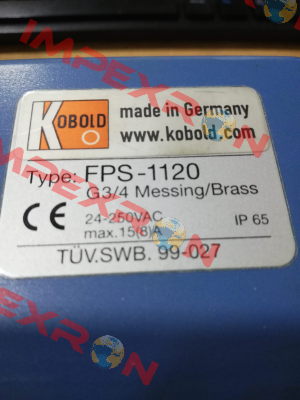 KOBOLD
made in Germany
www.kobold.com
Type: FPS-1120
G3/4 Messing/Brass
CE 24-250VAC IP 65
max.15(8)A
TÜV.SWB. 99-027
IMPEXRON
IMPEXRON